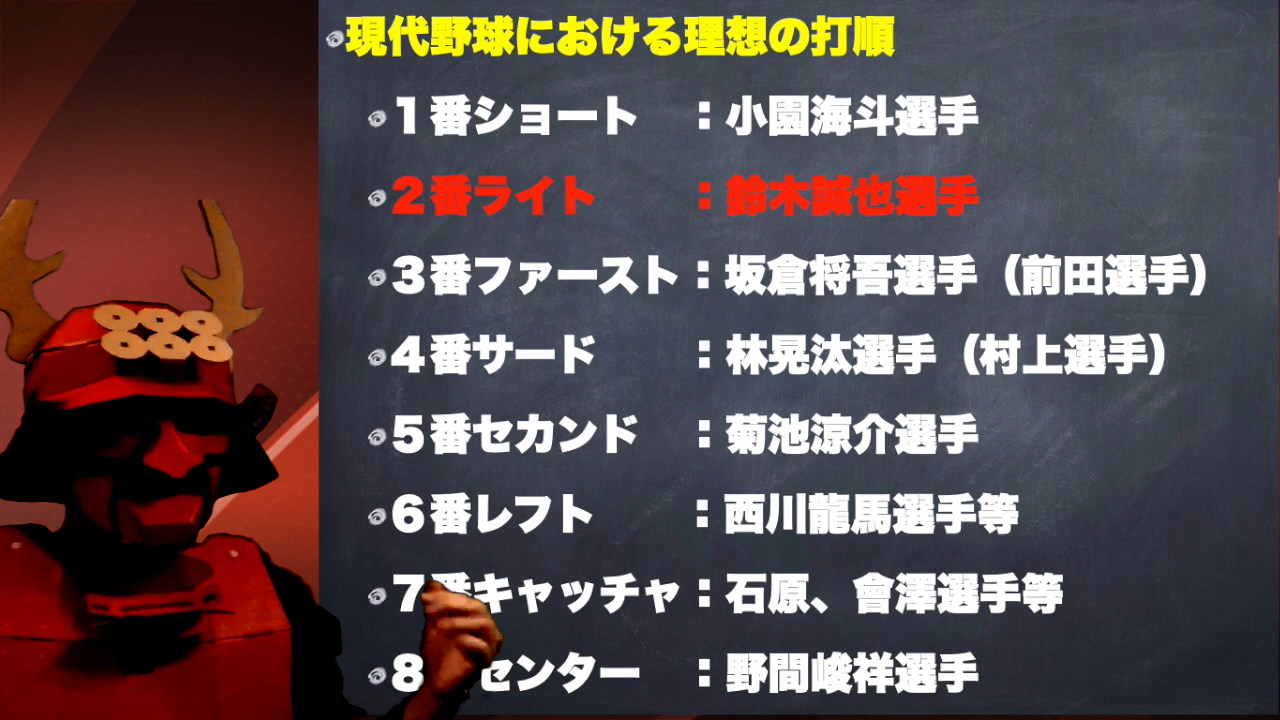 現代野球における理想の打順
1番ショート ：小園海斗選手
2番ライト ：鈴木誠也選手
3番ファースト：坂倉将吾選手（前田選手）
4番サード ：林晃汰選手（村上選手）
5番セカンド ：菊池涼介選手
6番レフト ：西川龍馬選手等
7番キャッチャ：石原、會澤選手等
8 センター ：野間峻祥選手